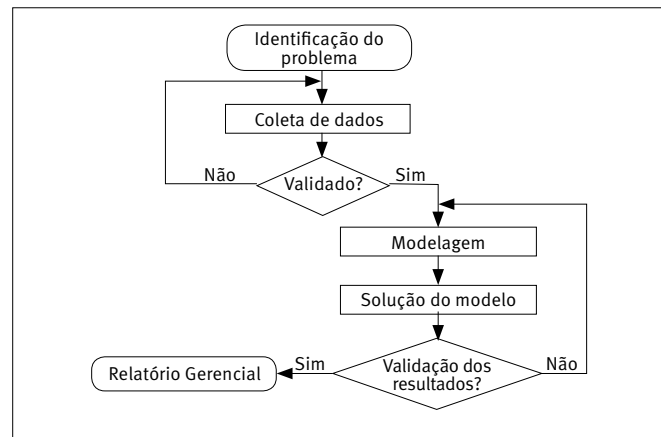 Identificação do
problema
Coleta de dados
Não
Validado?
Sim
Modelagem
Solução do modelo
Relatório Gerencial
Sim
Validação dos
resultados?
Não